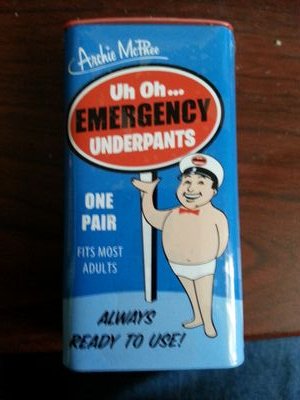 Archie McPhee
Uh Oh...
EMERGENCY
UNDERPANTS
ONE
PAIR
FITS MOST
ADULTS
ALWAYS
READY TO USE!